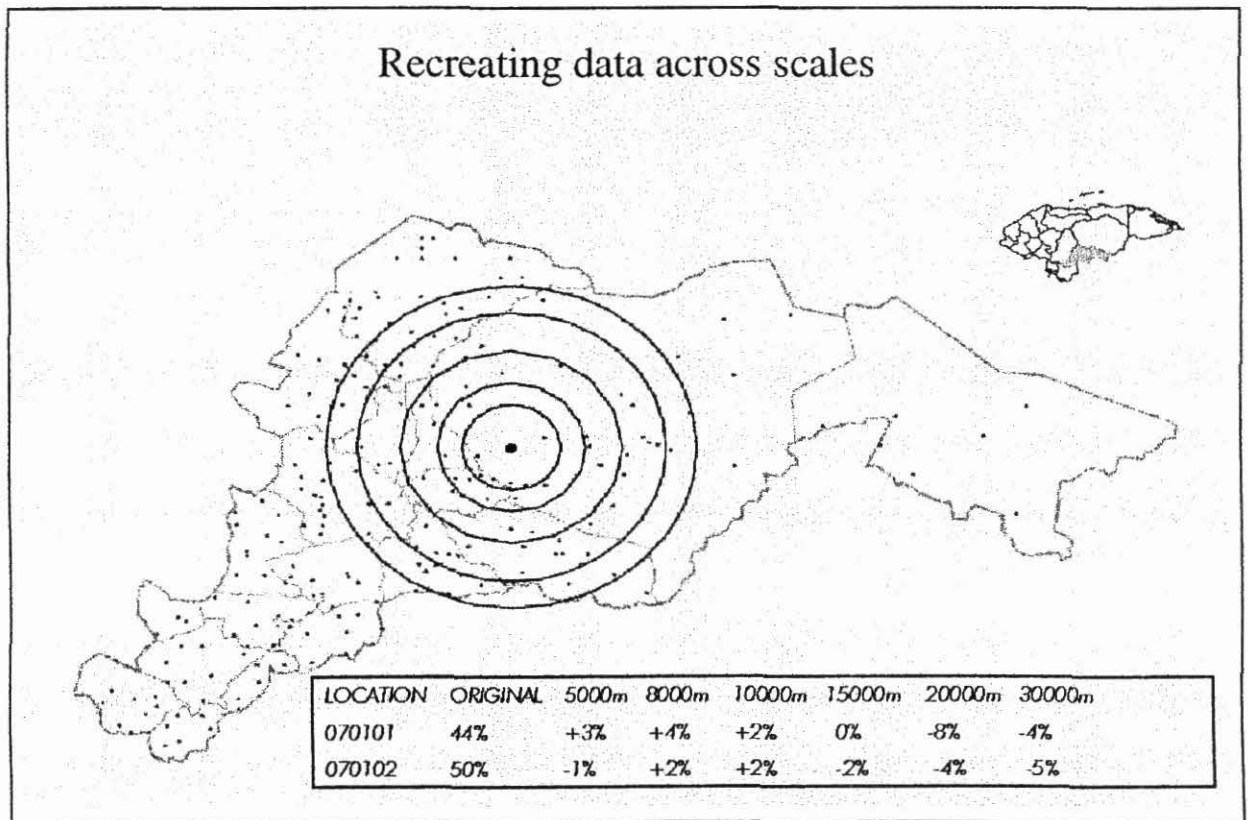 Recreating data across scales
LOCATION ORIGINAL 5000m 8000m 10000m 15000m 20000m 30000m
070101 44% +3% +4% +2% 0% -8% -4%
070102 50% -1% +2% +2% -2% -4% -5%